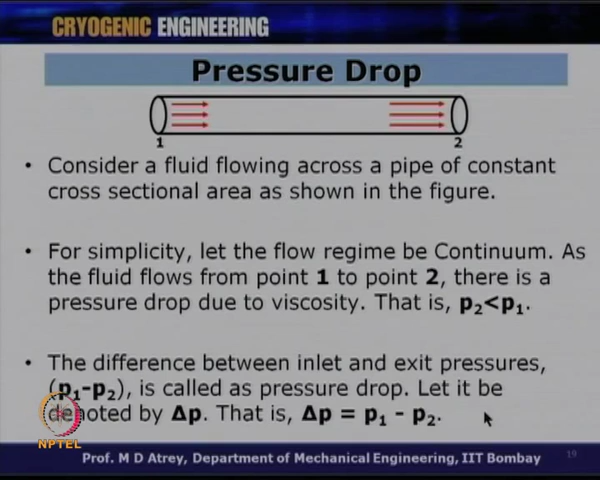 CRYOGENIC ENGINEERING
Pressure Drop
1 2
• Consider a fluid flowing across a pipe of constant
cross sectional area as shown in the figure.
• For simplicity, let the flow regime be Continuum. As
the fluid flows from point 1 to point 2, there is a
pressure drop due to viscosity. That is, p₂<p₁.
• The difference between inlet and exit pressures,
(p₁-p₂), is called as pressure drop. Let it be
denoted by Δp. That is, Δp = p₁ - p₂.
NPTEL
Prof. M D Atrey, Department of Mechanical Engineering, IIT Bombay
19